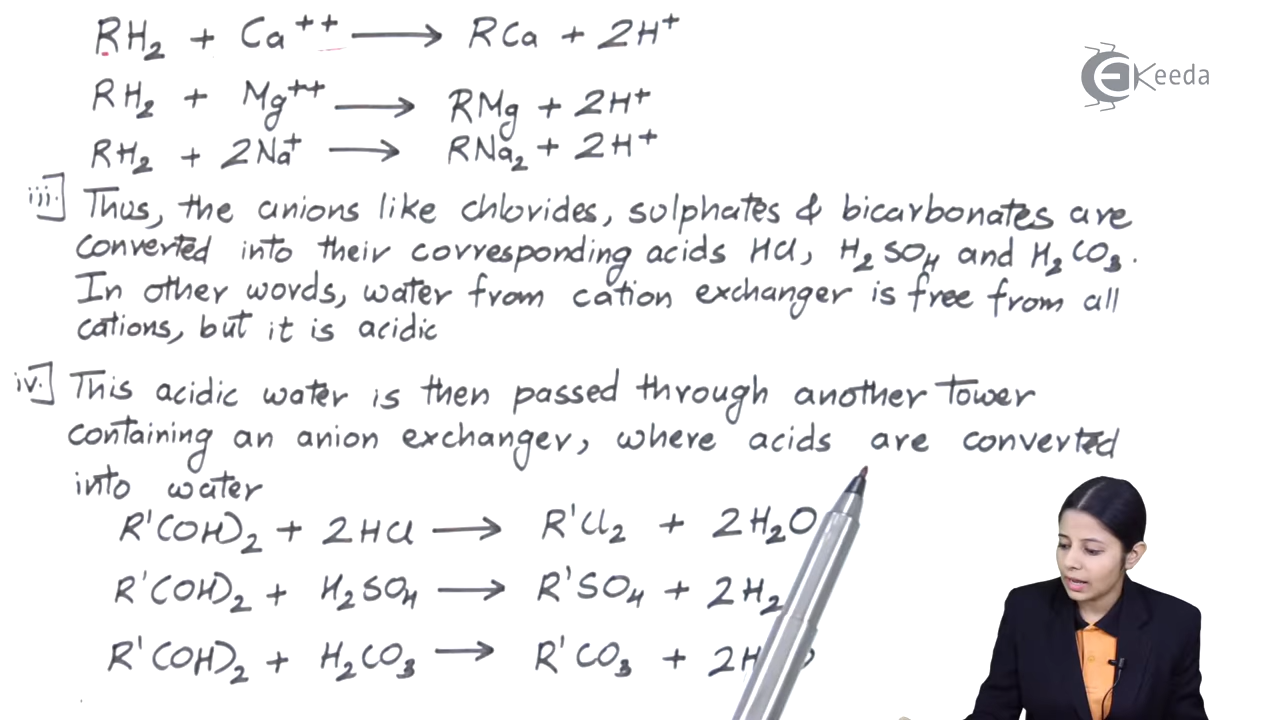 RH₂ + Ca⁺⁺ ⟶ RCa + 2H⁺
Keeda
RH₂ + Mg⁺⁺ ⟶ RMg + 2H⁺
RH₂ + 2Na⁺ ⟶ RNa₂ + 2H⁺
iii.] Thus, the anions like chlorides, sulphates & bicarbonates are
converted into their corresponding acids HCl, H₂SO₄ and H₂CO₃.
In other words, water from cation exchanger is free from all
cations, but it is acidic
iv.] This acidic water is then passed through another Tower
containing an anion exchanger, where acids are converted
into water
R'(OH)₂ + 2HCl ⟶ R'Cl₂ + 2H₂O
R'(OH)₂ + H₂SO₄ ⟶ R'SO₄ + 2H₂
R'(OH)₂ + H₂CO₃ ⟶ R'CO₃ + 2H